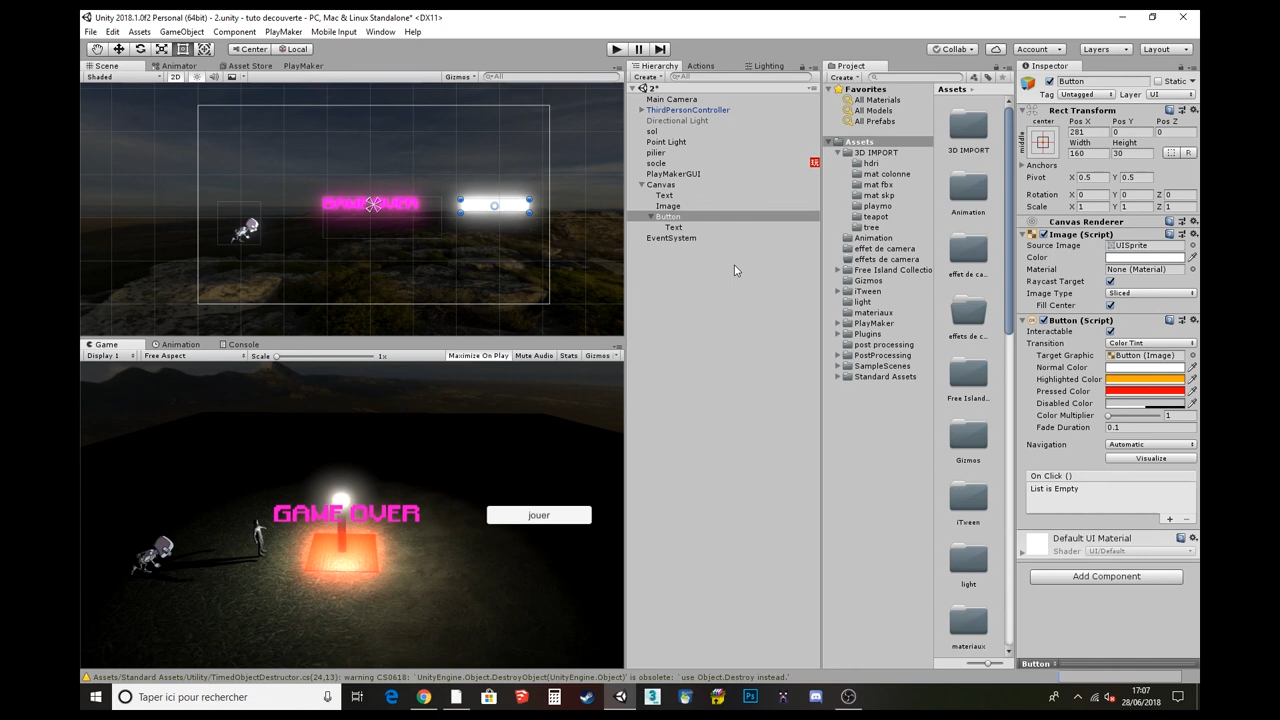 Unity 2018.1.0f2 Personal (64bit) - 2.unity - tuto decouverte - PC, Mac & Linux Standalone* <DX11>
File Edit Assets GameObject Component PlayMaker Mobile Input Window Help
Center Local Collab Account Layers Layout
Scene Animator Asset Store PlayMaker
Shaded 2D Gizmos All
Hierarchy Actions Lighting
Create All
2*
Main Camera
ThirdPersonController
Directional Light
sol
Point Light
pilier
socle
玩
PlayMakerGUI
Canvas
Text
Image
Button
Text
EventSystem
GAME OVER
Game Animation Console
Display 1 Free Aspect Scale 1x Maximize On Play Mute Audio Stats Gizmos
GAME OVER
jouer
Project
Create
Favorites
All Materials
All Models
All Prefabs
Assets
3D IMPORT
hdri
mat colonne
mat fbx
mat skp
playmo
teapot
tree
Animation
effet de camera
effets de camera
Free Island Collectio
Gizmos
iTween
light
materiaux
PlayMaker
Plugins
post processing
PostProcessing
SampleScenes
Standard Assets
Assets
3D IMPORT
Animation
effet de ca...
effets de c...
Free Island...
Gizmos
iTween
light
materiaux
Inspector
Button Static
Tag Untagged Layer UI
Rect Transform
center
middle
Pos X Pos Y Pos Z
281 0 0
Width Height
160 30
R
Anchors
Pivot X 0.5 Y 0.5
Rotation X 0 Y 0 Z 0
Scale X 1 Y 1 Z 1
Canvas Renderer
Image (Script)
Source Image UISprite
Color
Material None (Material)
Raycast Target
Image Type Sliced
Fill Center
Button (Script)
Interactable
Transition Color Tint
Target Graphic Button (Image)
Normal Color
Highlighted Color
Pressed Color
Disabled Color
Color Multiplier 1
Fade Duration 0.1
Navigation Automatic
Visualize
On Click ()
List is Empty
Default UI Material
Shader UI/Default
Add Component
Button
Assets/Standard Assets/Utility/TimedObjectDestructor.cs(24,13): warning CS0618: `UnityEngine.Object.DestroyObject(UnityEngine.Object)' is obsolete: `use Object.Destroy instead.'
Taper ici pour rechercher
17:07
28/06/2018